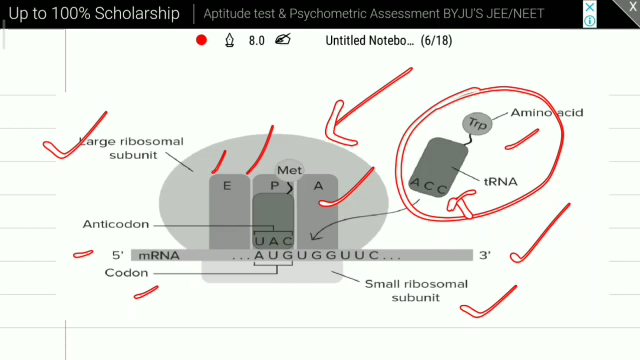 Up to 100% Scholarship
Aptitude test & Psychometric Assessment BYJU'S JEE/NEET
X
8.0
Untitled Notebo... (6/18)
Large ribosomal
subunit
Trp
Amino acid
Met
E P A
ACC
tRNA
Anticodon
UAC
5' mRNA ...AUGUGGUUC... 3'
Codon
Small ribosomal
subunit